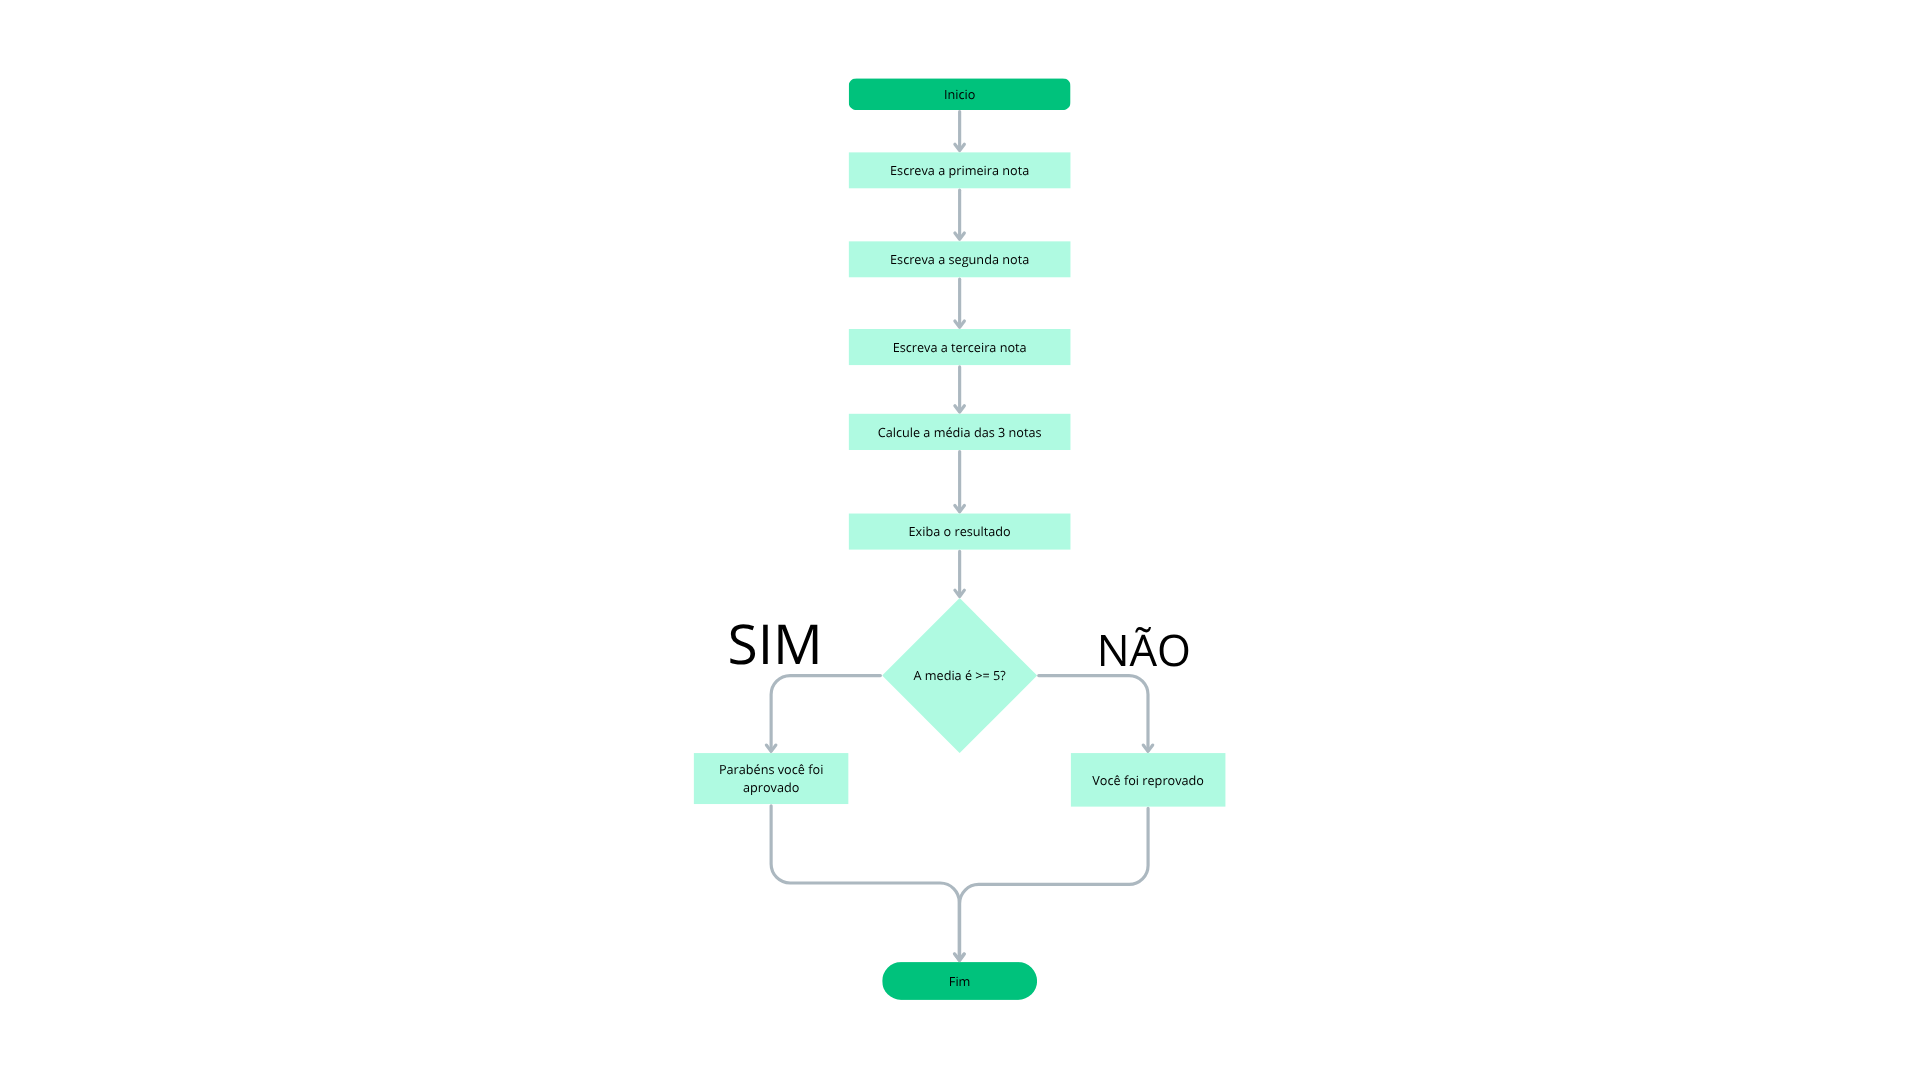 Inicio
Escreva a primeira nota
Escreva a segunda nota
Escreva a terceira nota
Calcule a média das 3 notas
Exiba o resultado
SIM
NÃO
A media é >= 5?
Parabéns você foi
aprovado
Você foi reprovado
Fim